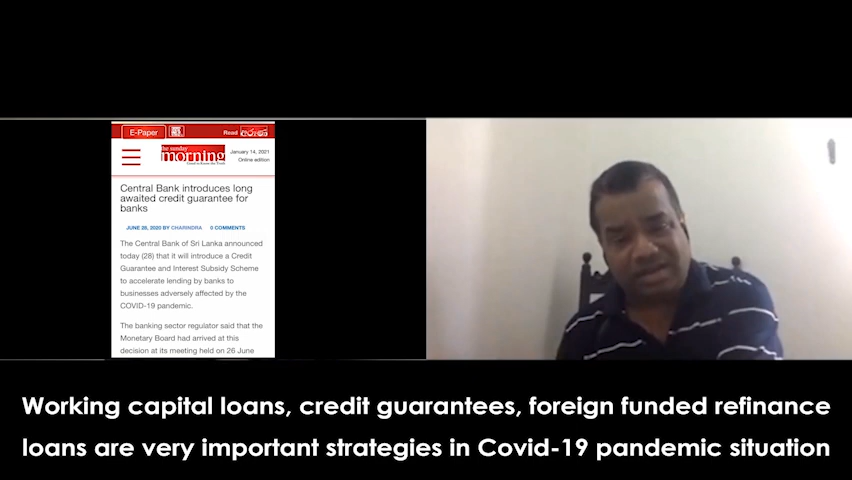 E-Paper
Read
the sunday
morning
January 14, 2021
Online edition
Central Bank introduces long
awaited credit guarantee for
banks
JUNE 28, 2020 BY CHARINDRA 0 COMMENTS
The Central Bank of Sri Lanka announced
today (28) that it will introduce a Credit
Guarantee and Interest Subsidy Scheme
to accelerate lending by banks to
businesses adversely affected by the
COVID-19 pandemic.
The banking sector regulator said that the
Monetary Board had arrived at this
decision at its meeting held on 26 June
Working capital loans, credit guarantees, foreign funded refinance
loans are very important strategies in Covid-19 pandemic situation